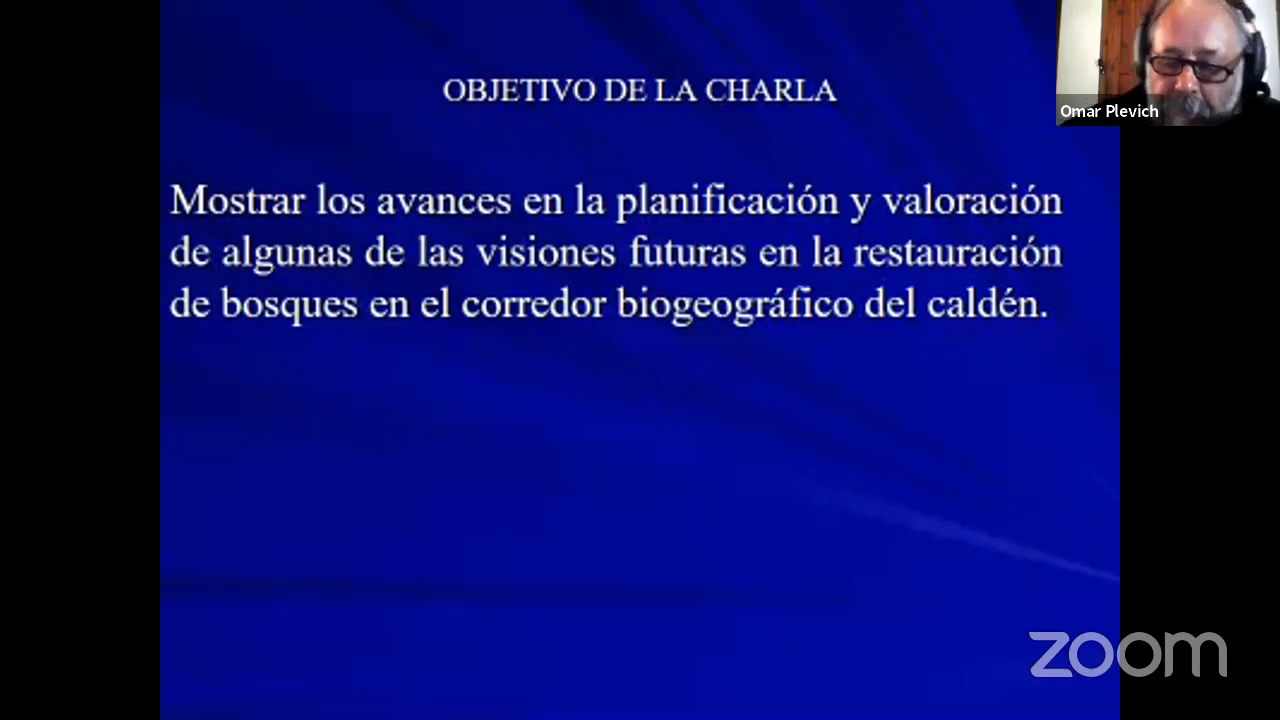 OBJETIVO DE LA CHARLA
Omar Plevich
Mostrar los avances en la planificación y valoración
de algunas de las visiones futuras en la restauración
de bosques en el corredor biogeográfico del caldén.
zoom